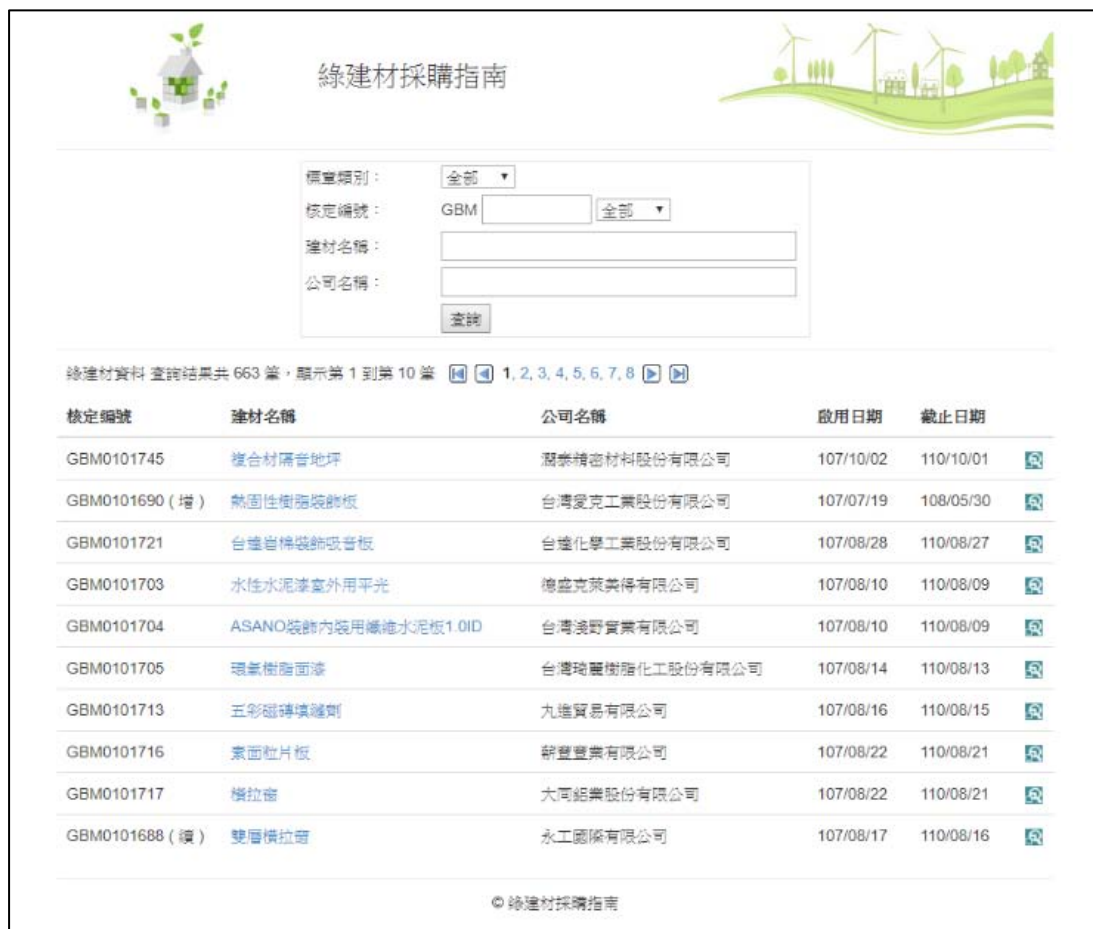 綠建材採購指南
標章類別： 全部
核定編號： GBM 全部
建材名稱：
公司名稱：
查詢
綠建材資料 查詢結果共 663 筆，顯示第 1 到第 10 筆 1, 2, 3, 4, 5, 6, 7, 8
核定編號 建材名稱 公司名稱 啟用日期 截止日期
GBM0101745 複合材隔音地坪 潤泰精密材料股份有限公司 107/10/02 110/10/01
GBM0101690 ( 增 ) 熱固性樹脂裝飾板 台灣愛克工業股份有限公司 107/07/19 108/05/30
GBM0101721 台達岩棉裝飾吸音板 台達化學工業股份有限公司 107/08/28 110/08/27
GBM0101703 水性水泥漆室外用平光 德盛克萊美得有限公司 107/08/10 110/08/09
GBM0101704 ASANO裝飾內裝用纖維水泥板1.0ID 台灣淺野實業有限公司 107/08/10 110/08/09
GBM0101705 環氧樹脂面漆 台灣琦麗樹脂化工股份有限公司 107/08/14 110/08/13
GBM0101713 五彩磁磚填縫劑 九進貿易有限公司 107/08/16 110/08/15
GBM0101716 素面粒片板 薪豐豐業有限公司 107/08/22 110/08/21
GBM0101717 橫拉窗 大同鋁業股份有限公司 107/08/22 110/08/21
GBM0101688 ( 續 ) 雙層橫拉窗 永工國際有限公司 107/08/17 110/08/16
© 綠建材採購指南